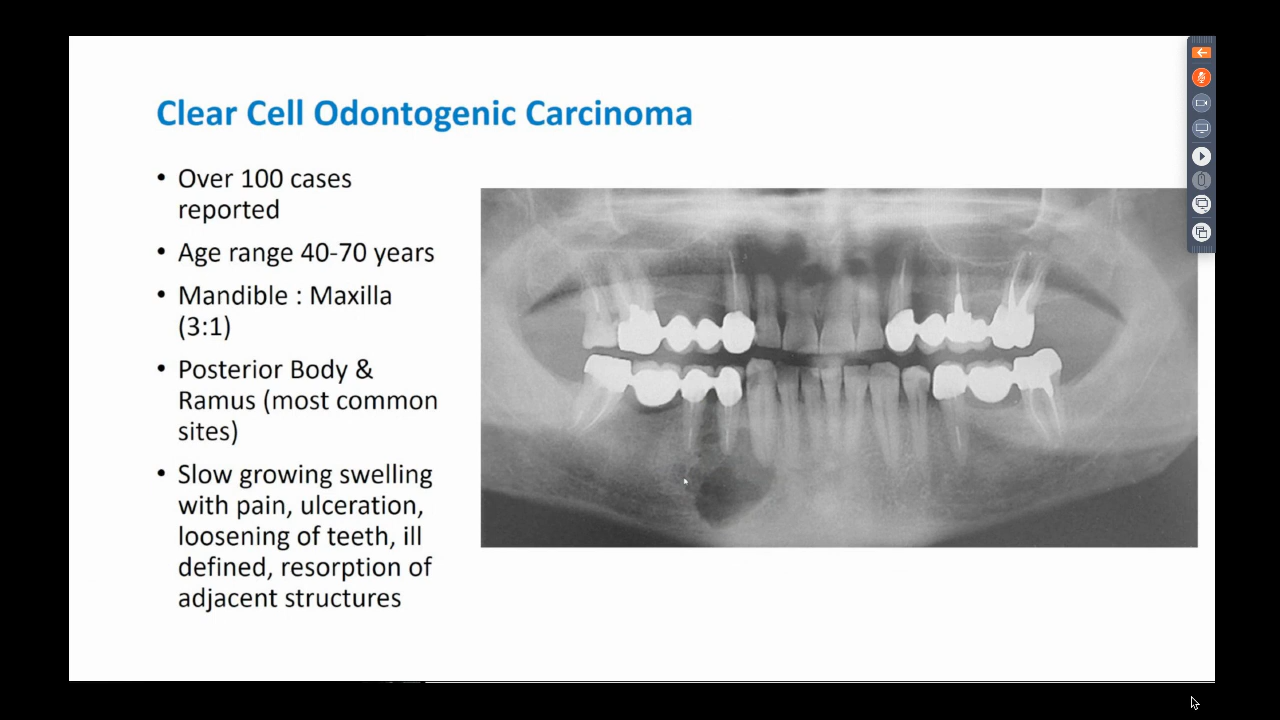 Clear Cell Odontogenic Carcinoma
• Over 100 cases
reported
• Age range 40-70 years
• Mandible : Maxilla
(3:1)
• Posterior Body &
Ramus (most common
sites)
• Slow growing swelling
with pain, ulceration,
loosening of teeth, ill
defined, resorption of
adjacent structures